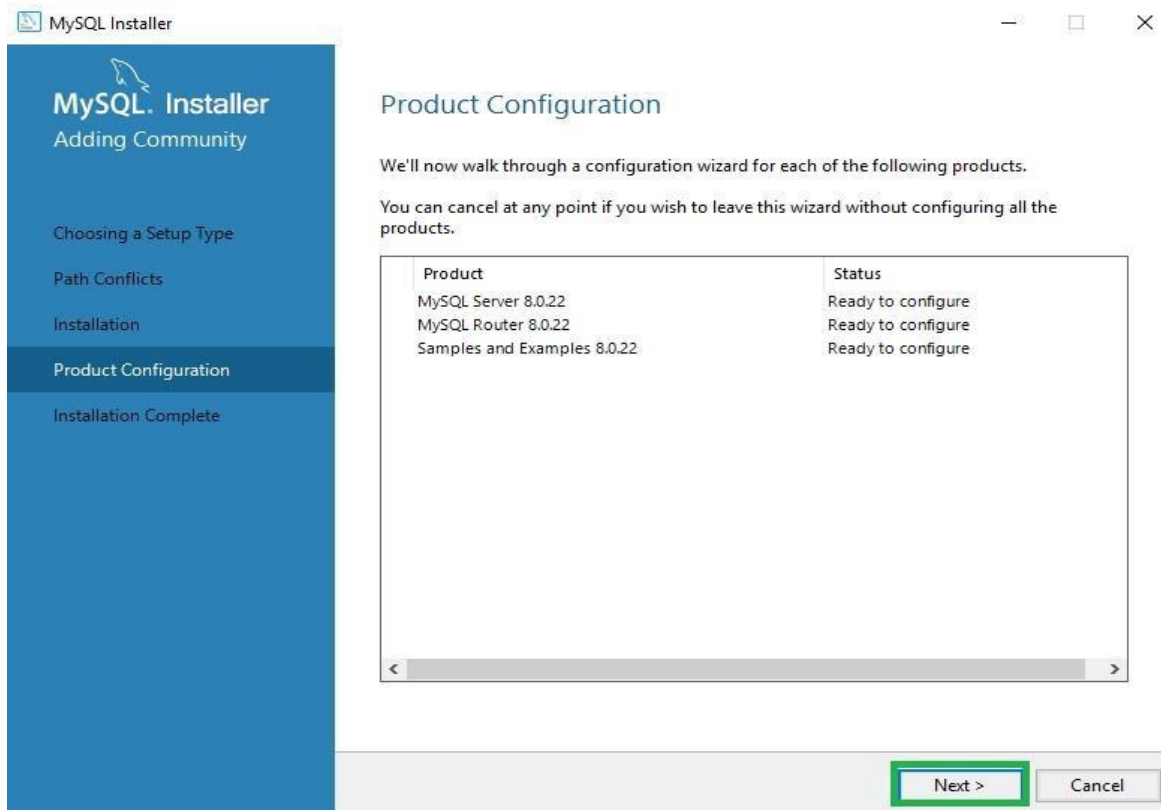 MySQL Installer
MySQL. Installer
Adding Community
Choosing a Setup Type
Path Conflicts
Installation
Product Configuration
Installation Complete
Product Configuration
We'll now walk through a configuration wizard for each of the following products.
You can cancel at any point if you wish to leave this wizard without configuring all the
products.
Product Status
MySQL Server 8.0.22 Ready to configure
MySQL Router 8.0.22 Ready to configure
Samples and Examples 8.0.22 Ready to configure
Next > Cancel